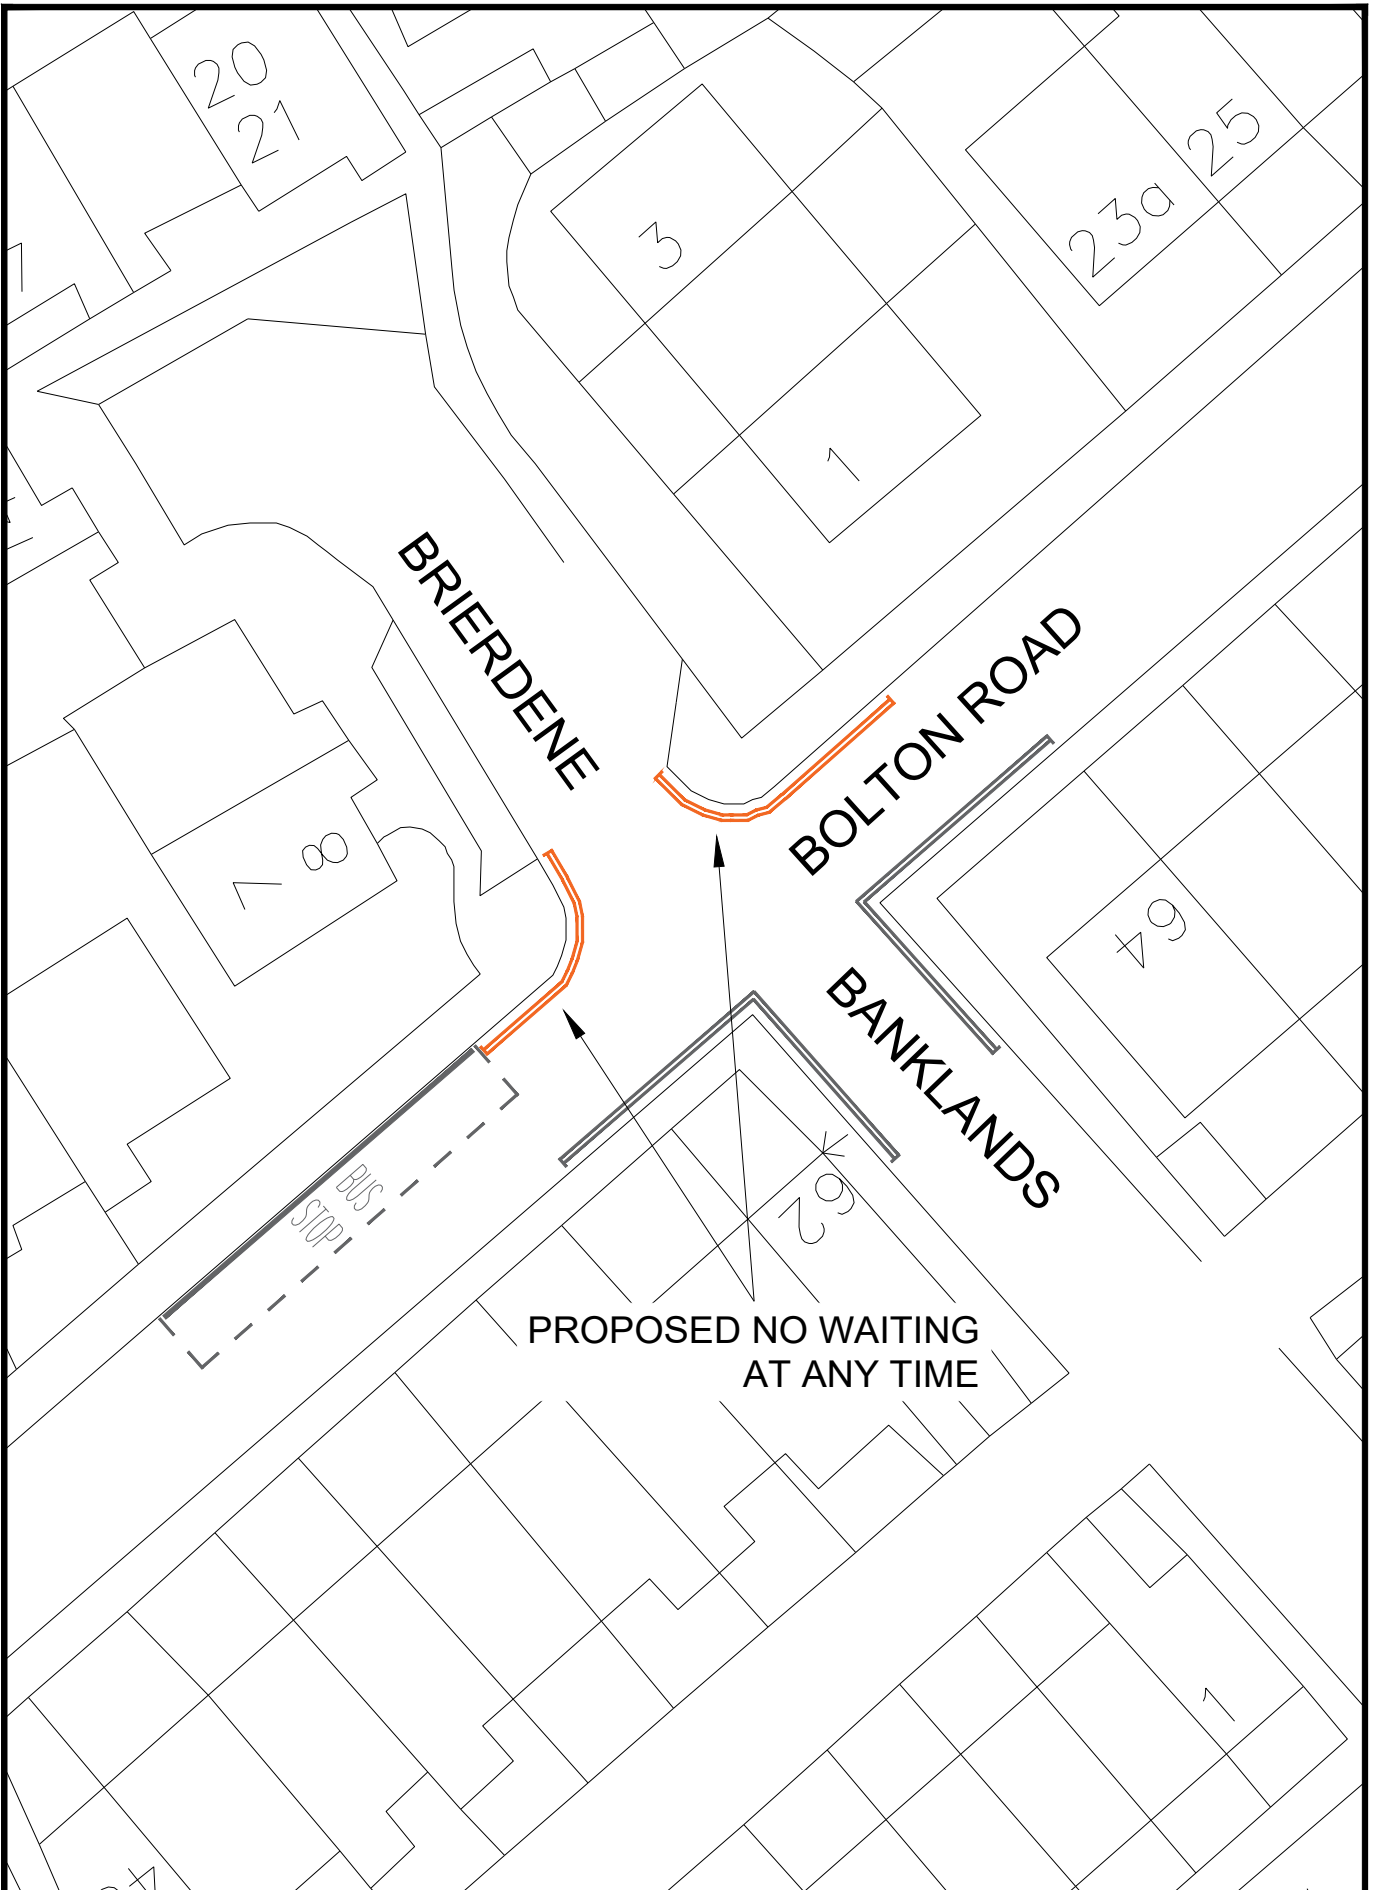 20
21
25
23a
3
1
BRIERDENE
BOLTON ROAD
8
7
64
BANKLANDS
BUS
STOP
62
PROPOSED NO WAITING
AT ANY TIME
1